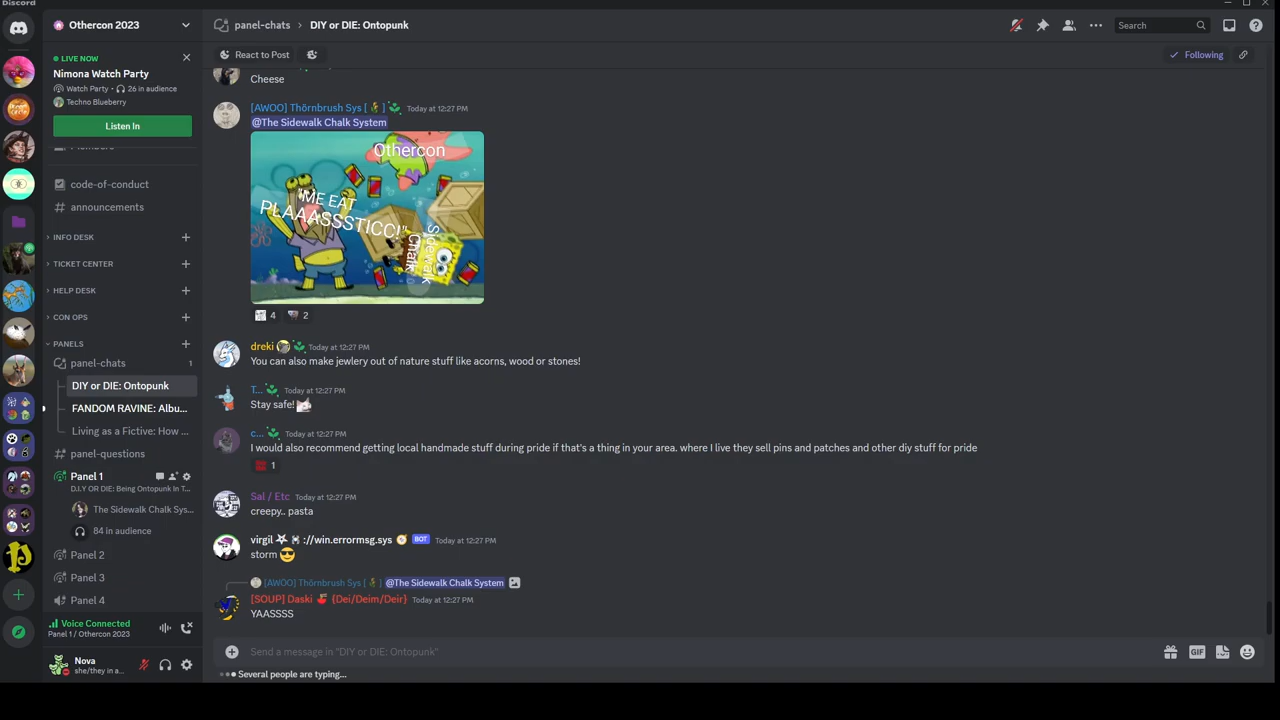 Discord
Othercon 2023
panel-chats
DIY or DIE: Ontopunk
Search
LIVE NOW
Nimona Watch Party
Watch Party • 26 in audience
Techno Blueberry
Listen In
code-of-conduct
announcements
INFO DESK
TICKET CENTER
HELP DESK
CON OPS
PANELS
panel-chats 1
DIY or DIE: Ontopunk
FANDOM RAVINE: Albu...
Living as a Fictive: How ...
panel-questions
Panel 1
D.I.Y OR DIE: Being Ontopunk In T...
The Sidewalk Chalk Sys...
84 in audience
Panel 2
Panel 3
Panel 4
Voice Connected
Panel 1 / Othercon 2023
Nova
she/they in a...
React to Post
Following
Cheese
[AWOO] Thörnbrush Sys [ ] Today at 12:27 PM
@The Sidewalk Chalk System
Othercon
"ME EAT
PLAAASSSTICC!"
Sidewalk
Chalk
4 2
dreki Today at 12:27 PM
You can also make jewlery out of nature stuff like acorns, wood or stones!
T... Today at 12:27 PM
Stay safe!
c... Today at 12:27 PM
I would also recommend getting local handmade stuff during pride if that's a thing in your area. where I live they sell pins and patches and other diy stuff for pride
1
Sal / Etc Today at 12:27 PM
creepy.. pasta
virgil ://win.errormsg.sys BOT Today at 12:27 PM
storm 😎
[AWOO] Thörnbrush Sys [ ] @The Sidewalk Chalk System
[SOUP] Daski {Dei/Deim/Deir} Today at 12:27 PM
YAASSSS
Send a message in "DIY or DIE: Ontopunk"
GIF
Several people are typing...